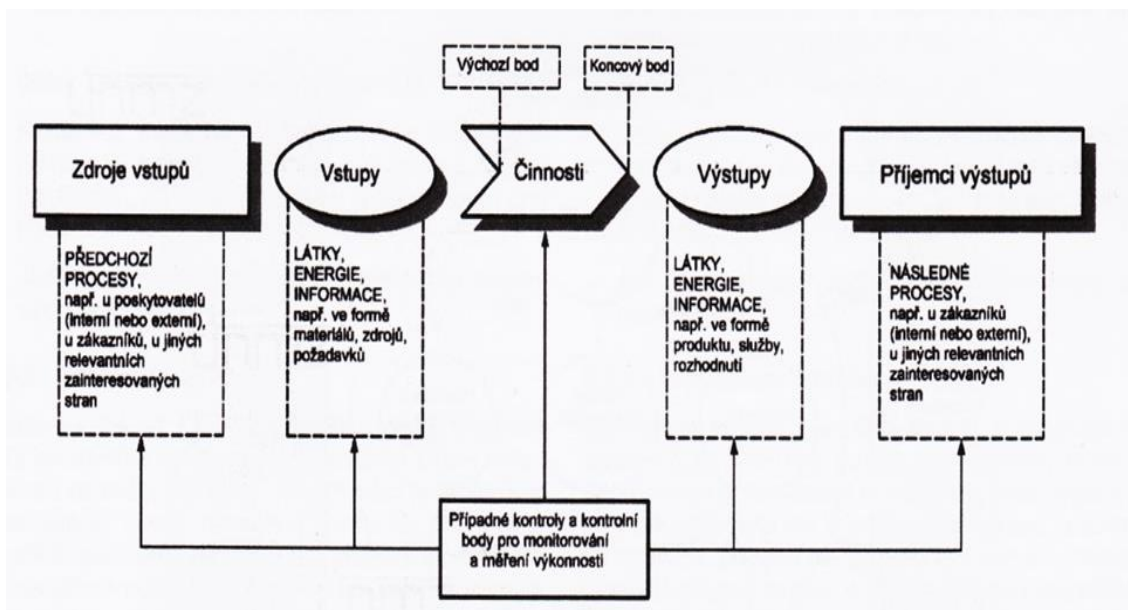 Výchozí bod
Koncový bod
Zdroje vstupů
Vstupy
Činnosti
Výstupy
Příjemci výstupů
PŘEDCHOZÍ
PROCESY,
např. u poskytovatelů
(interní nebo externí),
u zákazníků, u jiných
relevantních
zainteresovaných
stran
LÁTKY,
ENERGIE,
INFORMACE,
např. ve formě
materiálů, zdrojů,
požadavků
LÁTKY,
ENERGIE,
INFORMACE,
např. ve formě
produktu, služby,
rozhodnutí
NÁSLEDNÉ
PROCESY,
např. u zákazníků
(interní nebo externí),
u jiných relevantních
zainteresovaných
stran
Případné kontroly a kontrolní
body pro monitorování
a měření výkonnosti